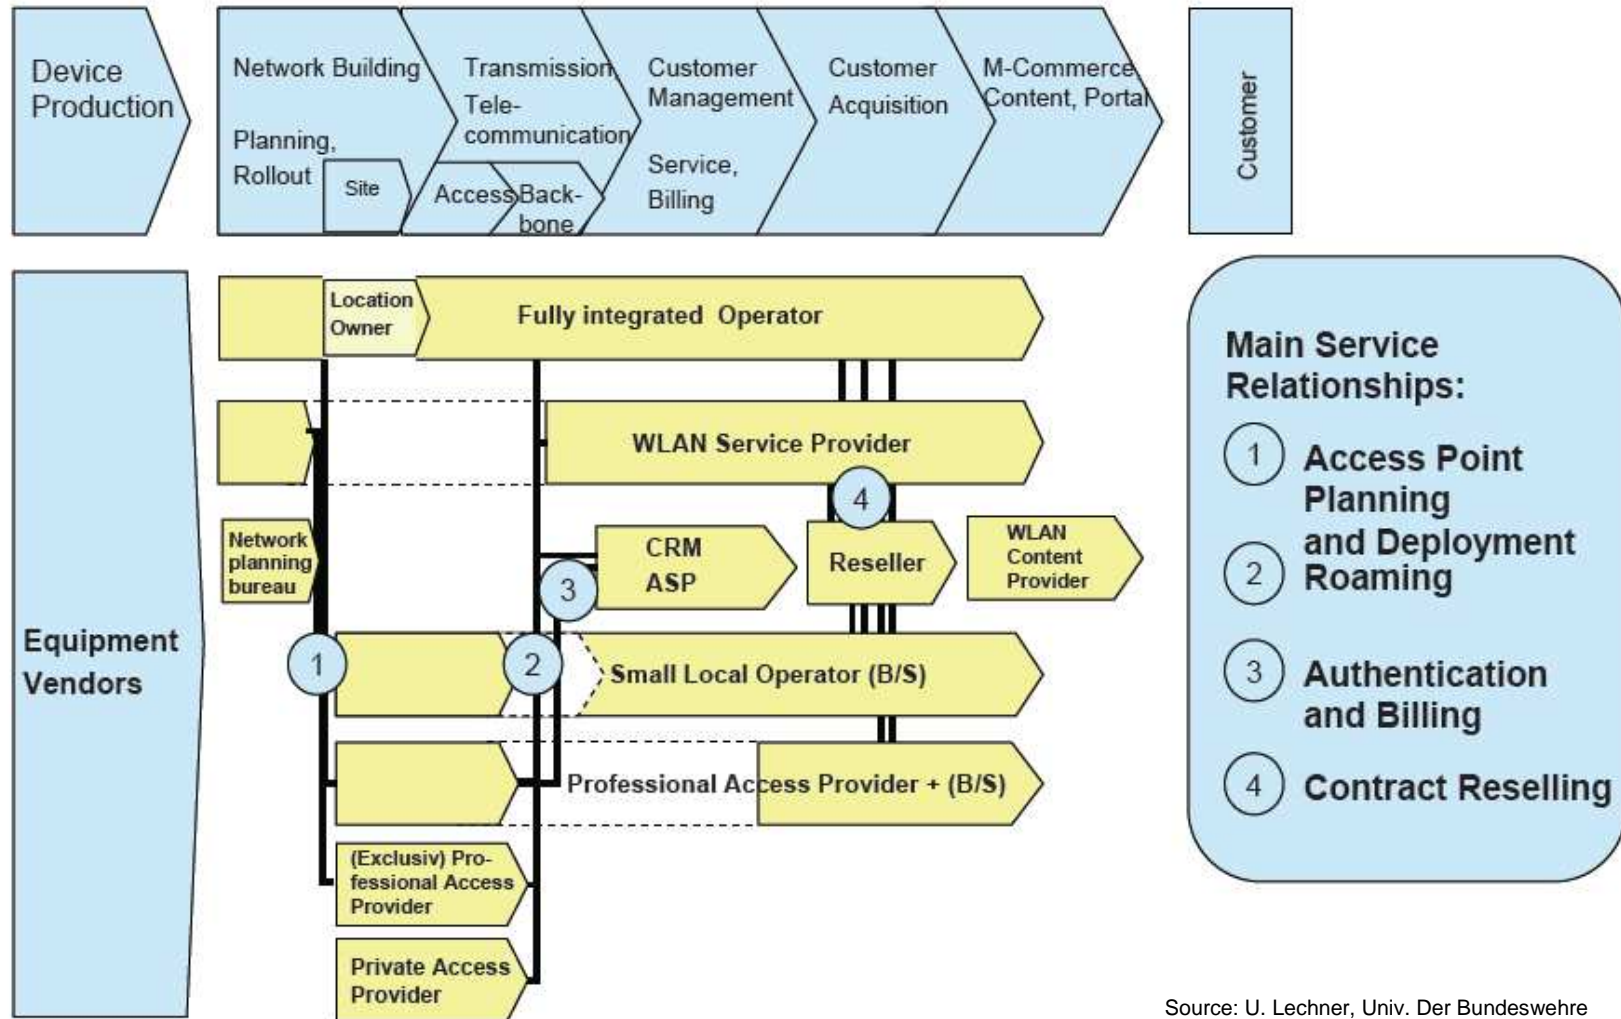 Device
Production
Network Building
Planning,
Rollout
Site
Transmission,
Tele-
communication
Access
Back-
bone
Customer
Management
Service,
Billing
Customer
Acquisition
M-Commerce,
Content, Portal
Customer
Equipment
Vendors
Location
Owner
Fully integrated Operator
WLAN Service Provider
4
Network
planning
bureau
CRM
ASP
3
Reseller
WLAN
Content
Provider
1
2
Small Local Operator (B/S)
Professional Access Provider + (B/S)
(Exclusiv) Pro-
fessional Access
Provider
Private Access
Provider
Main Service
Relationships:
1 Access Point
Planning
and Deployment
2 Roaming
3 Authentication
and Billing
4 Contract Reselling
Source: U. Lechner, Univ. Der Bundeswehre